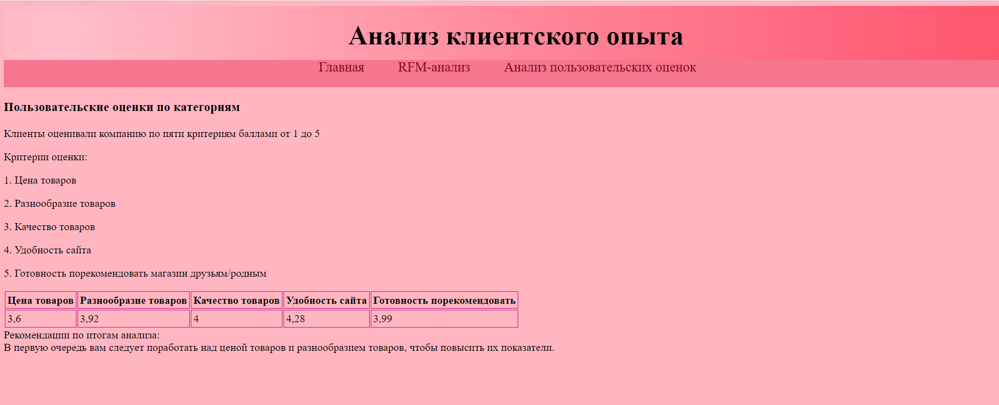 Анализ клиентского опыта
Главная RFM-анализ Анализ пользовательских оценок
Пользовательские оценки по категориям
Клиенты оценивали компанию по пяти критериям баллами от 1 до 5
Критерии оценки:
1. Цена товаров
2. Разнообразие товаров
3. Качество товаров
4. Удобность сайта
5. Готовность порекомендовать магазин друзьям/родным
Цена товаров Разнообразие товаров Качество товаров Удобность сайта Готовность порекомендовать
3,6 3,92 4 4,28 3,99
Рекомендации по итогам анализа:
В первую очередь вам следует поработать над ценой товаров и разнообразием товаров, чтобы повысить их показатели.